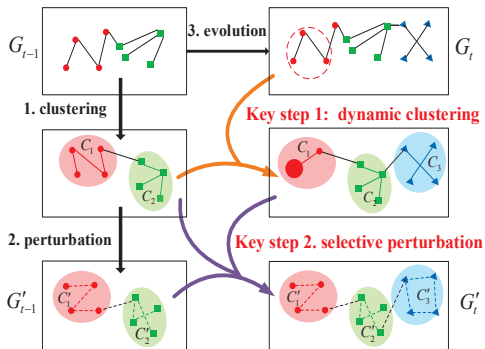 G_{t-1}
3. evolution
G_t
1. clustering
Key step 1: dynamic clustering
C_1
C_2
C_1
C_2
C_3
2. perturbation
Key step 2. selective perturbation
G'_{t-1}
C'_1
C'_2
C'_1
C'_2
C'_3
G'_t